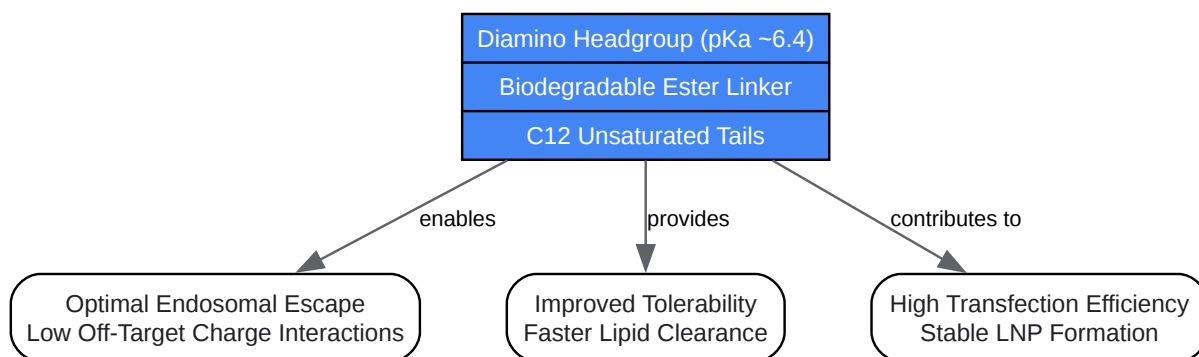 Diamino Headgroup (pKa ~6.4)
Biodegradable Ester Linker
C12 Unsaturated Tails
enables
provides
contributes to
Optimal Endosomal Escape
Low Off-Target Charge Interactions
Improved Tolerability
Faster Lipid Clearance
High Transfection Efficiency
Stable LNP Formation